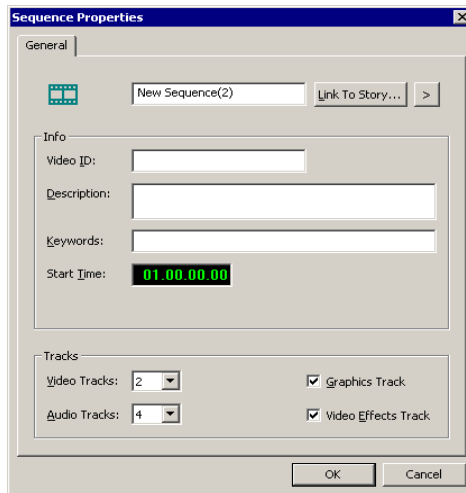 Sequence Properties
General
New Sequence(2)
Link To Story...
>
Info
Video ID:
Description:
Keywords:
Start Time:
01.00.00.00
Tracks
Video Tracks:
2
Graphics Track
Audio Tracks:
4
Video Effects Track
OK
Cancel